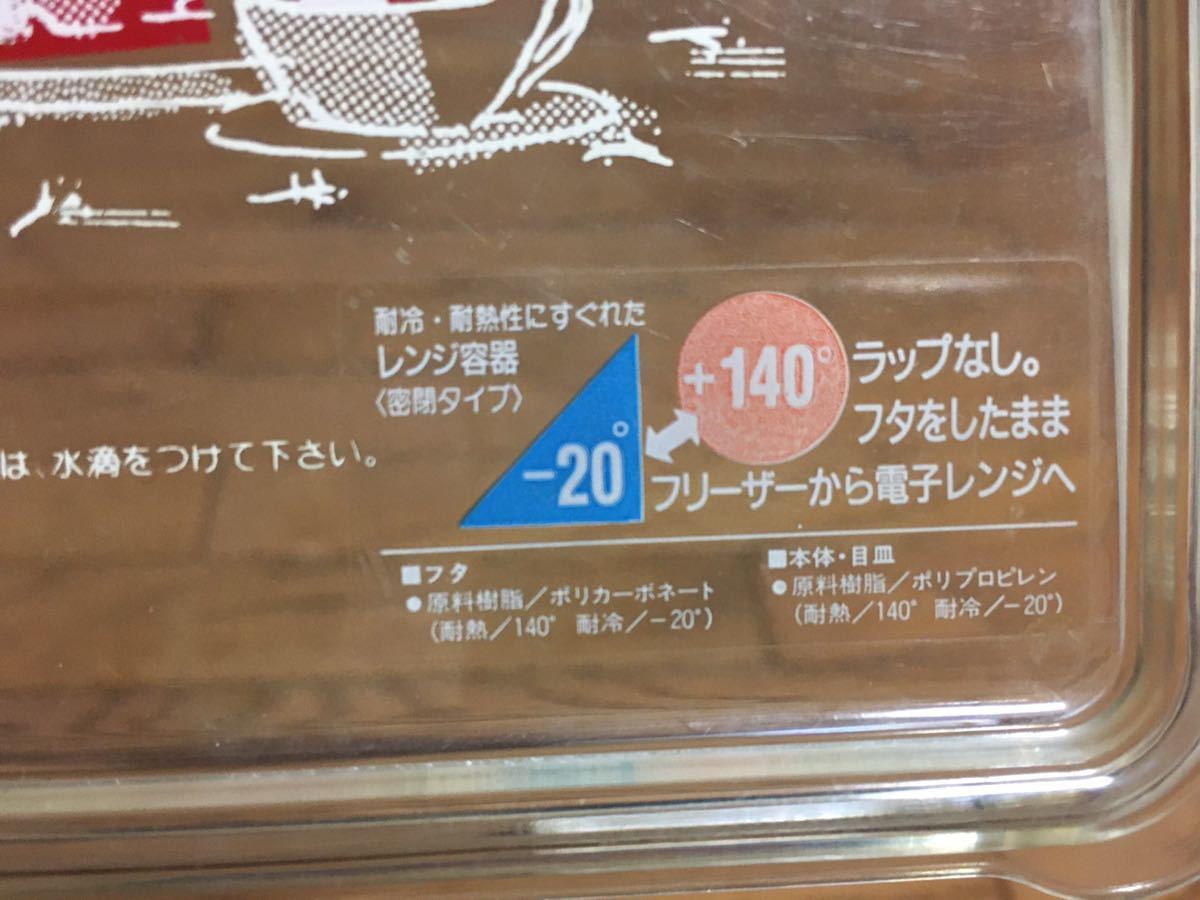 耐冷・耐熱性にすぐれた
レンジ容器
〈密閉タイプ〉
-20°
+140°
ラップなし。
フタをしたまま
フリーザーから電子レンジへ
は、水滴をつけて下さい。
■フタ
●原料樹脂/ポリカーボネート
(耐熱/140° 耐冷/-20°)
■本体・目皿
●原料樹脂/ポリプロピレン
(耐熱/140° 耐冷/-20°)